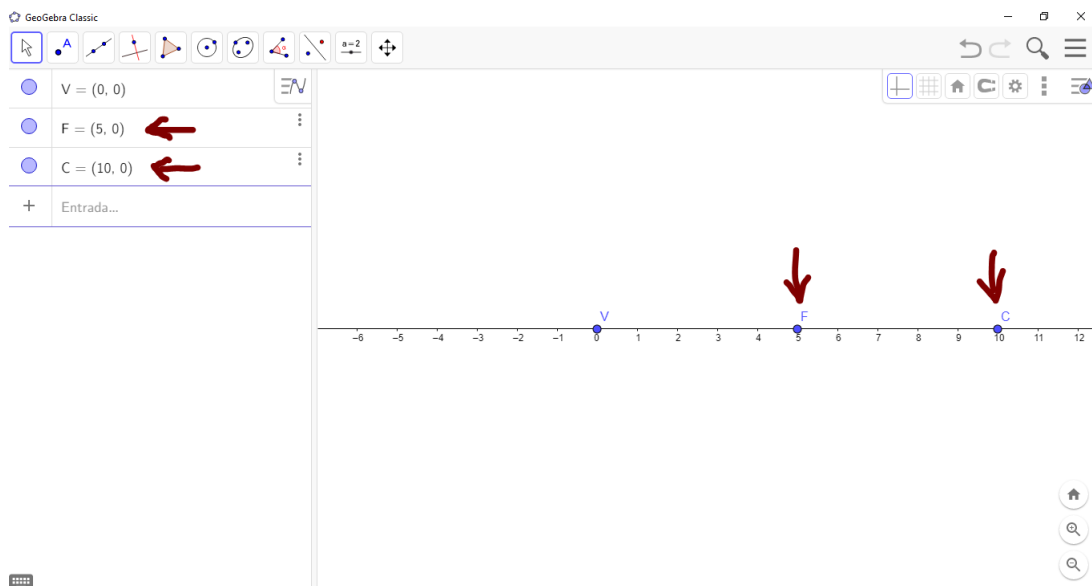 GeoGebra Classic
A
a=2
V = (0, 0)
F = (5, 0)
C = (10, 0)
+ Entrada...
V F C
–6 –5 –4 –3 –2 –1 0 1 2 3 4 5 6 7 8 9 10 11 12